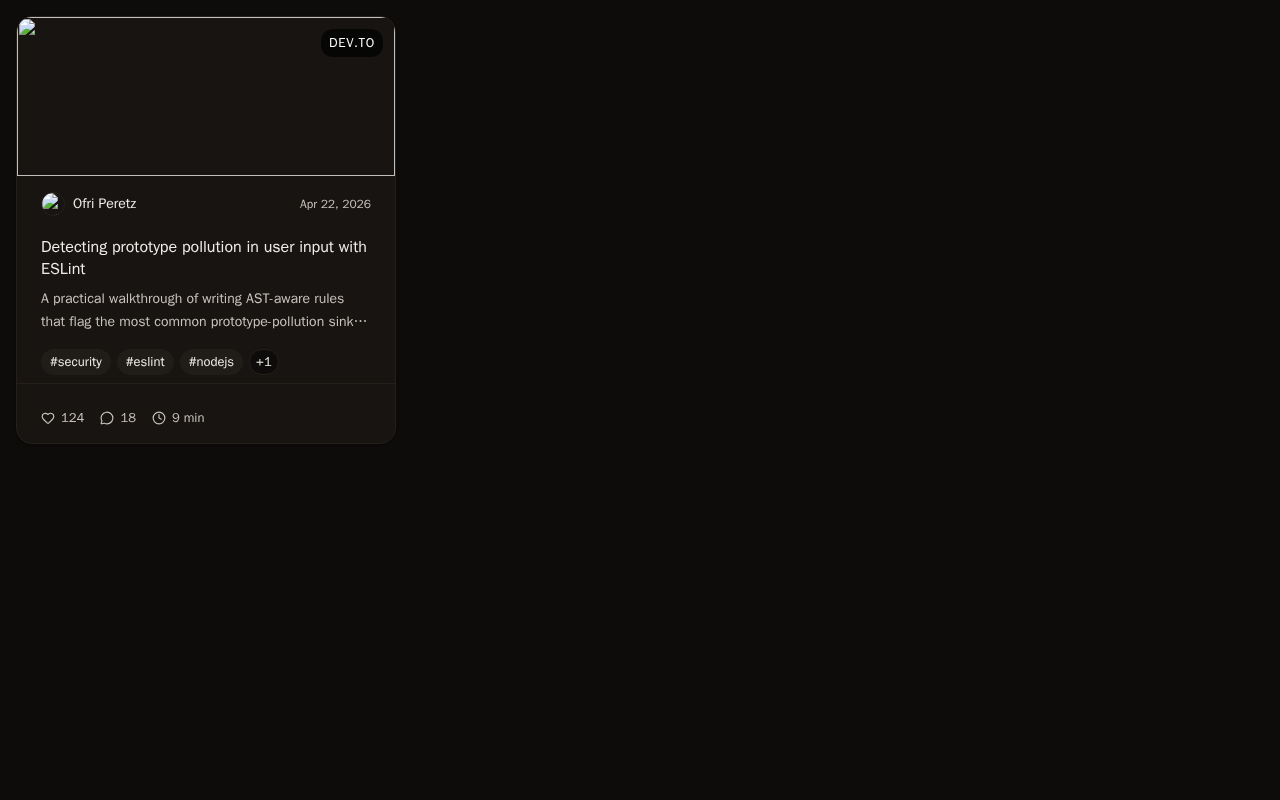 DEV.TO
Ofri Peretz
Apr 22, 2026
Detecting prototype pollution in user input with
ESLint
A practical walkthrough of writing AST-aware rules
that flag the most common prototype-pollution sink…
#security #eslint #nodejs +1
124 18 9 min